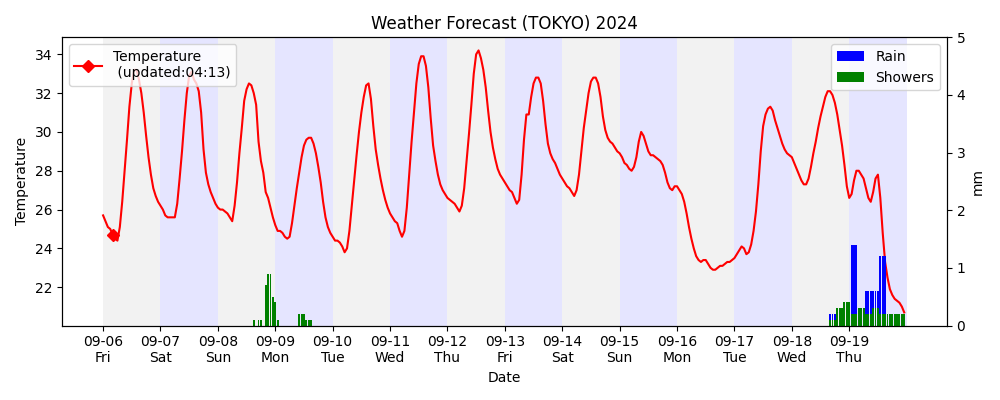 Weather Forecast (TOKYO) 2024
Temperature
(updated:04:13)
Rain
Showers
Temperature
34
32
30
28
26
24
22
5
4
3
2
1
0
mm
09-06 09-07 09-08 09-09 09-10 09-11 09-12 09-13 09-14 09-15 09-16 09-17 09-18 09-19
Fri Sat Sun Mon Tue Wed Thu Fri Sat Sun Mon Tue Wed Thu
Date